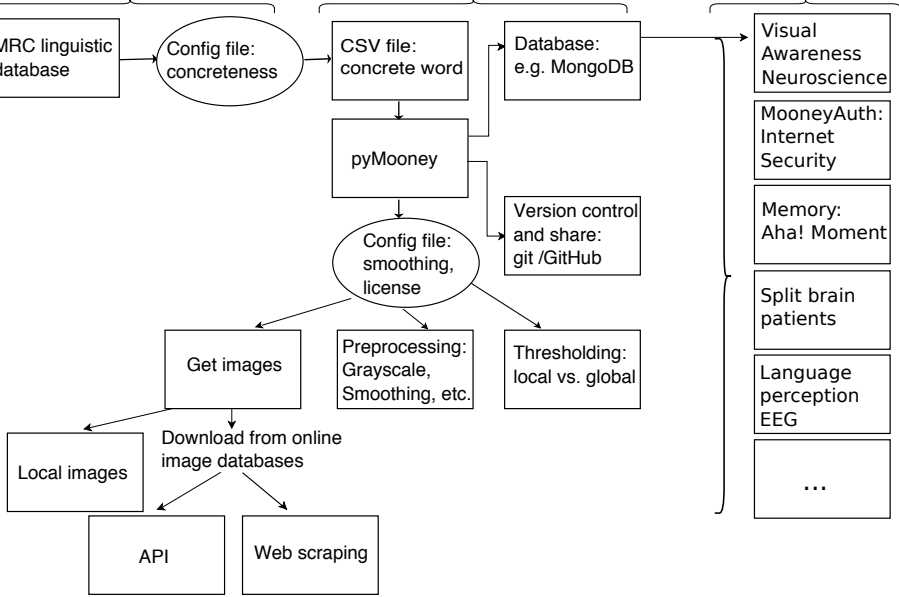 MRC linguistic
database
Config file:
concreteness
CSV file:
concrete word
Database:
e.g. MongoDB
Visual
Awareness
Neuroscience
pyMooney
MooneyAuth:
Internet
Security
Version control
and share:
git /GitHub
Memory:
Aha! Moment
Config file:
smoothing,
license
Split brain
patients
Get images
Preprocessing:
Grayscale,
Smoothing, etc.
Thresholding:
local vs. global
Language
perception
EEG
Local images
Download from online
image databases
...
API
Web scraping